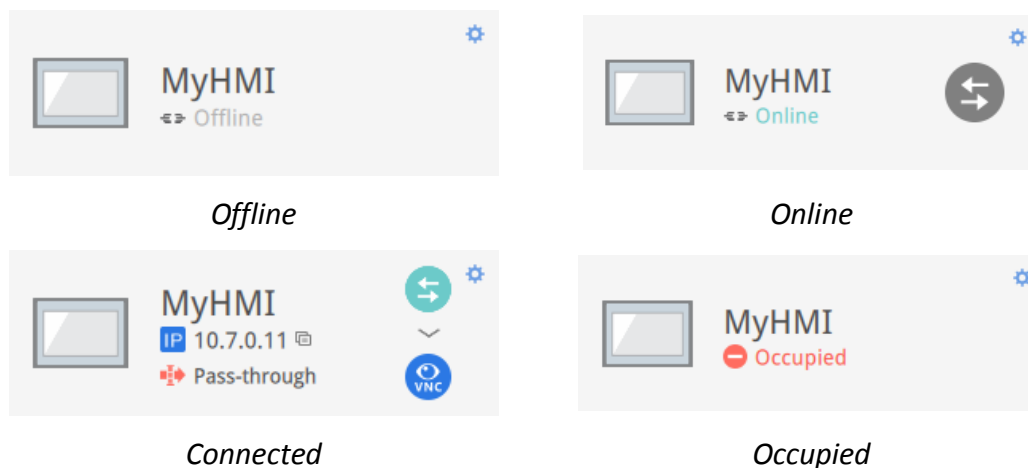 MyHMI
Offline
Offline
MyHMI
Online
Online
MyHMI
IP 10.7.0.11
Pass-through
VNC
Connected
MyHMI
Occupied
Occupied